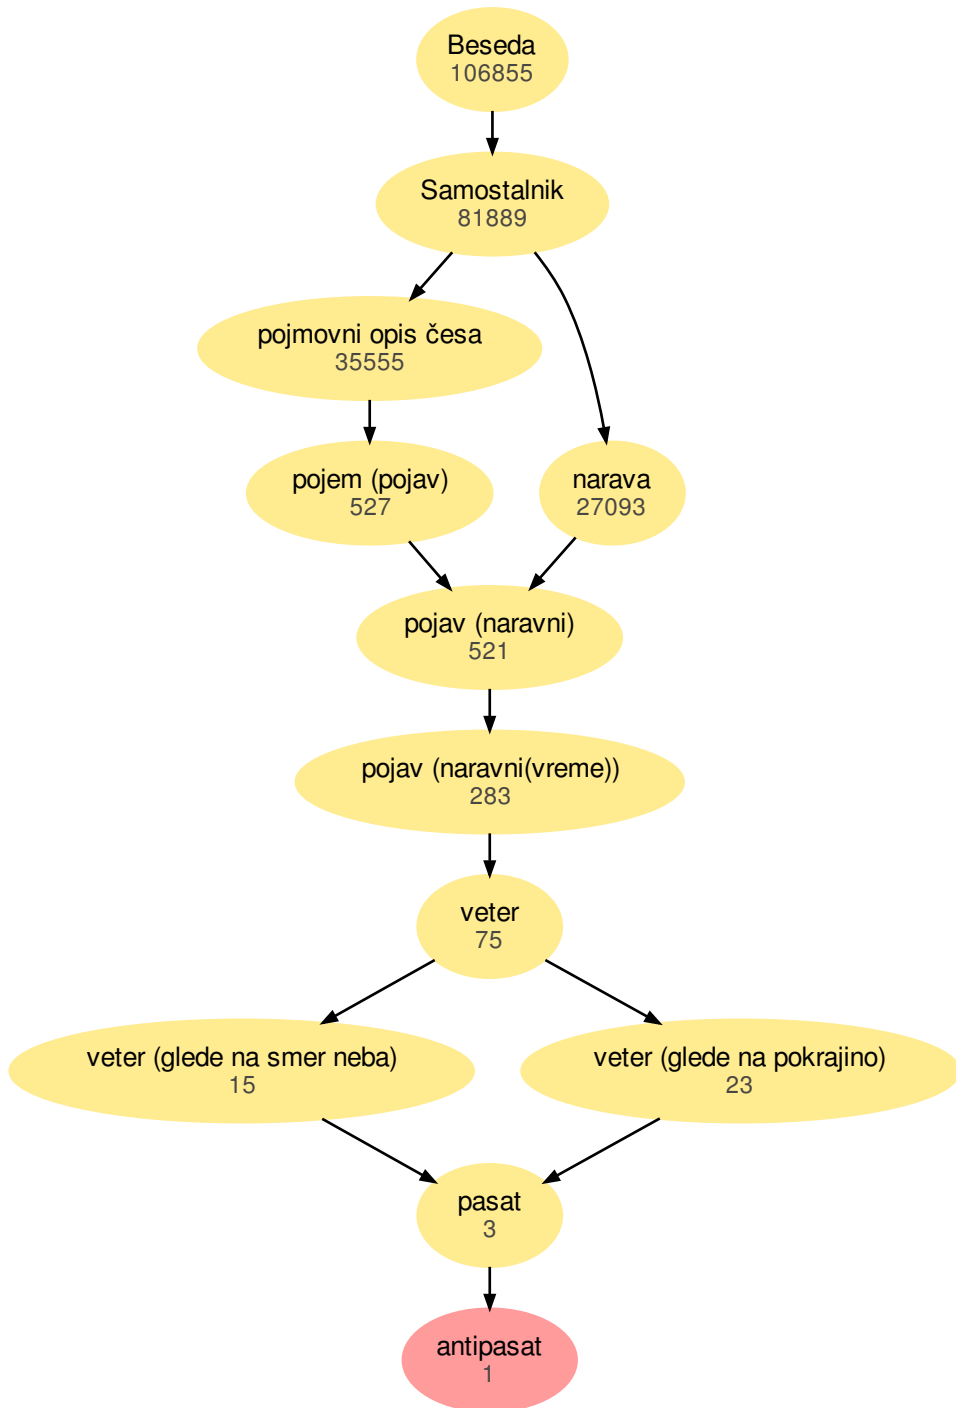 Beseda
106855
Samostalnik
81889
pojmovni opis česa
35555
pojem (pojav)
527
narava
27093
pojav (naravni)
521
pojav (naravni(vreme))
283
veter
75
veter (glede na smer neba)
15
veter (glede na pokrajino)
23
pasat
3
antipasat
1